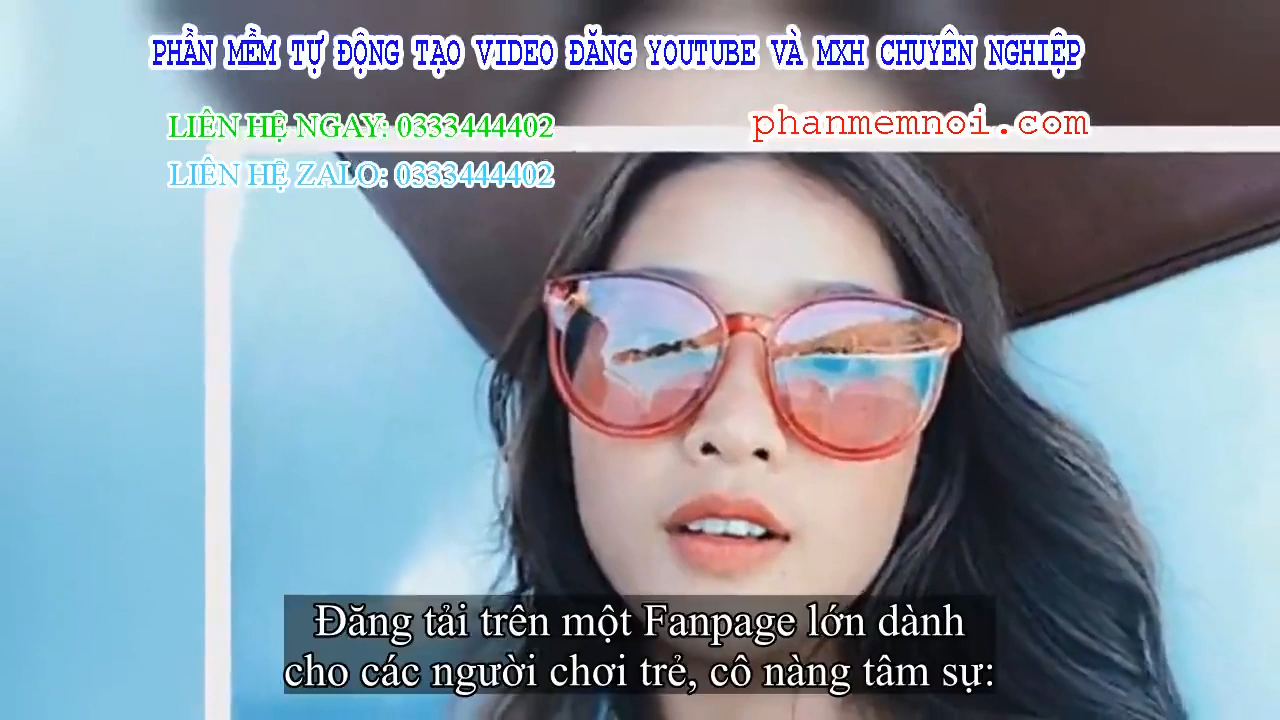 PHẦN MỀM TỰ ĐỘNG TẠO VIDEO ĐĂNG YOUTUBE VÀ MXH CHUYÊN NGHIỆP
LIÊN HỆ NGAY: 0333444402
phanmemnoi.com
LIÊN HỆ ZALO: 0333444402
Đăng tải trên một Fanpage lớn dành
cho các người chơi trẻ, cô nàng tâm sự: